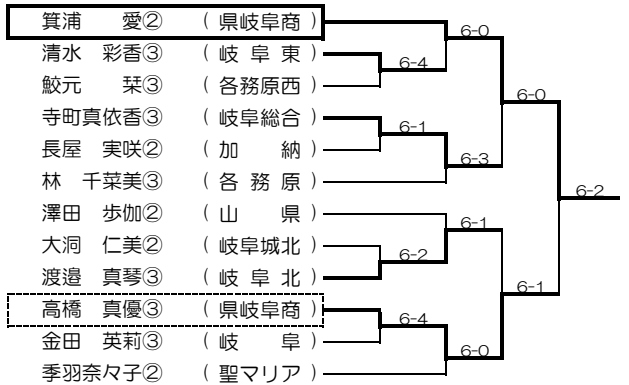 箕浦　愛② （ 県岐阜商 ） 6-0
清水　彩香③ （ 岐 阜 東 ） 6-4
鮫元　栞③ （ 各務原西 ） 6-0
寺町真依香③ （ 岐阜総合 ） 6-1
長屋　実咲② （ 加　納 ） 6-3
林　千菜美③ （ 各 務 原 ） 6-2
澤田　歩伽② （ 山　県 ） 6-1
大洞　仁美② （ 岐阜城北 ） 6-2
渡邉　真琴③ （ 岐 阜 北 ） 6-1
高橋　真優③ （ 県岐阜商 ） 6-4
金田　英莉③ （ 岐　阜 ） 6-0
季羽奈々子② （ 聖マリア ）